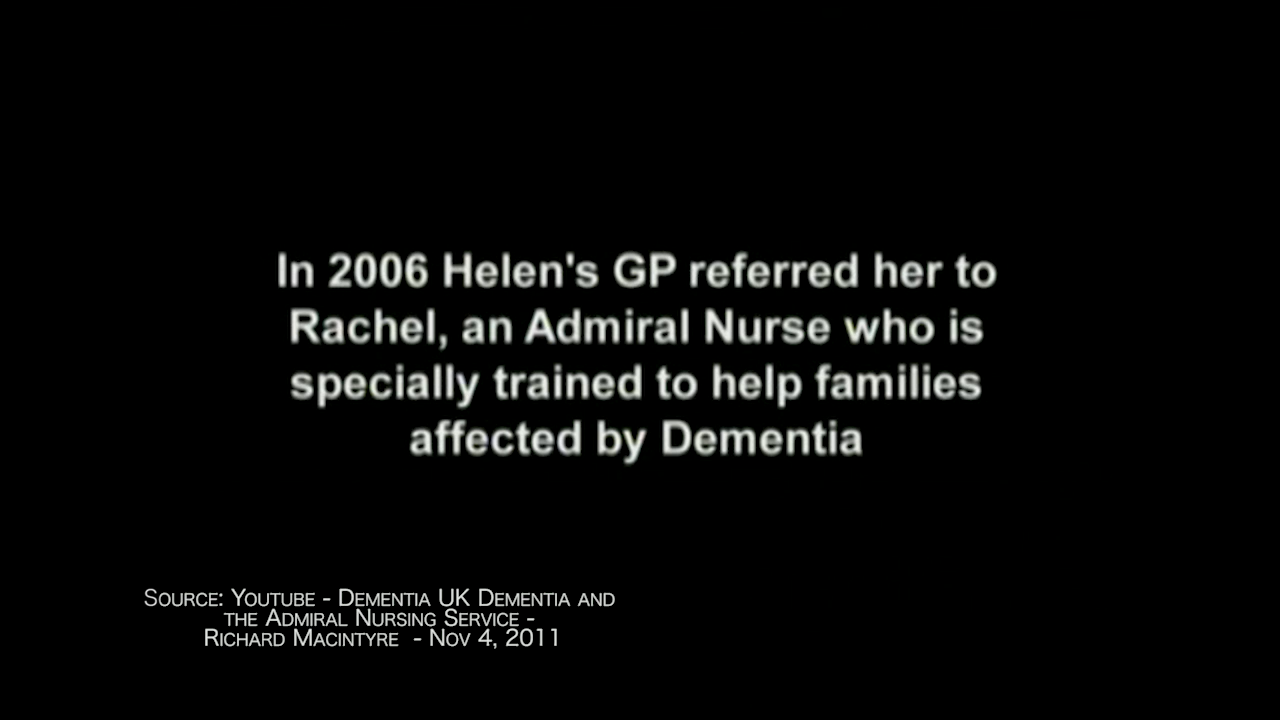 In 2006 Helen's GP referred her to
Rachel, an Admiral Nurse who is
specially trained to help families
affected by Dementia
Source: Youtube - Dementia UK Dementia and
the Admiral Nursing Service -
Richard Macintyre - Nov 4, 2011